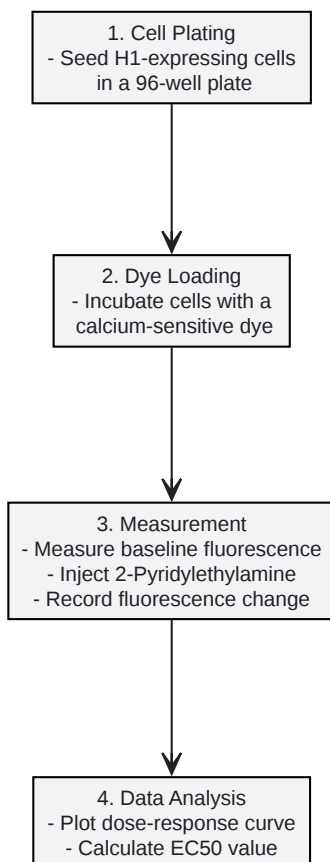 1. Cell Plating
- Seed H1-expressing cells
in a 96-well plate
2. Dye Loading
- Incubate cells with a
calcium-sensitive dye
3. Measurement
- Measure baseline fluorescence
- Inject 2-Pyridylethylamine
- Record fluorescence change
4. Data Analysis
- Plot dose-response curve
- Calculate EC50 value